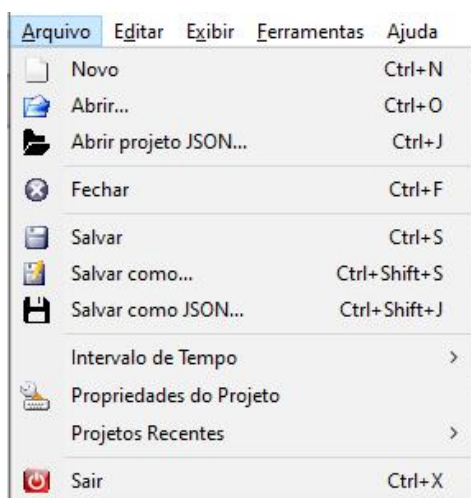 Arquivo Editar Exibir Ferramentas Ajuda
Novo Ctrl+N
Abrir... Ctrl+O
Abrir projeto JSON... Ctrl+J
Fechar Ctrl+F
Salvar Ctrl+S
Salvar como... Ctrl+Shift+S
Salvar como JSON... Ctrl+Shift+J
Intervalo de Tempo >
Propriedades do Projeto
Projetos Recentes >
Sair Ctrl+X